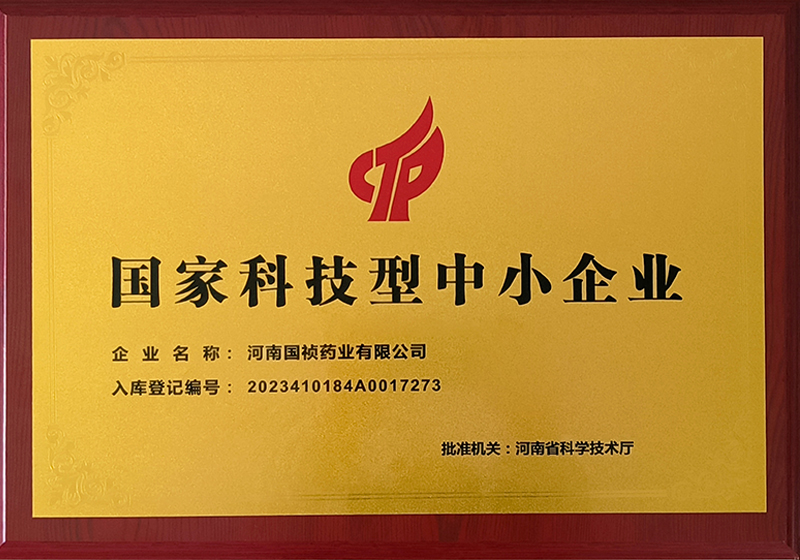 CTP
国家科技型中小企业
企业名称：河南国祯药业有限公司
入库登记编号：2023410184A0017273
批准机关：河南省科学技术厅